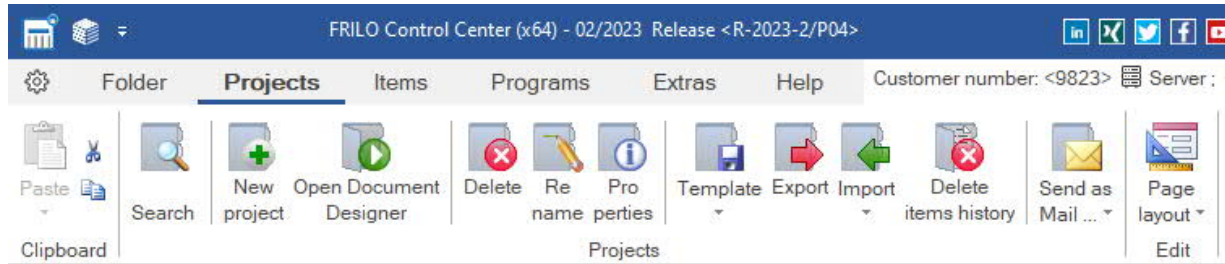 FRILO Control Center (x64) - 02/2023 Release <R-2023-2/P04>
Folder Projects Items Programs Extras Help Customer number: <9823> Server ;
Paste Search New Open Document Delete Re Pro Template Export Import Delete Send as Page
project Designer name perties items history Mail ... layout
Clipboard Projects Edit